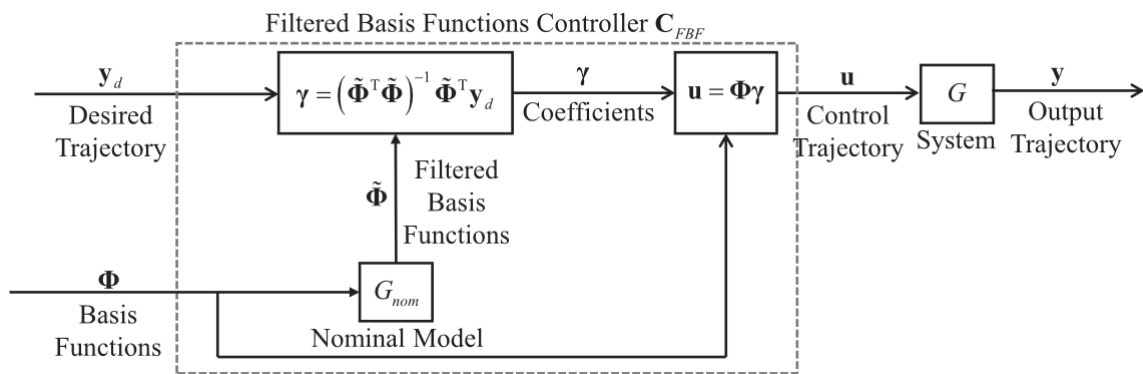 Filtered Basis Functions Controller C_FBF
y_d
Desired
Trajectory
γ = (Φ̃ᵀΦ̃)⁻¹ Φ̃ᵀy_d
γ
Coefficients
u = Φγ
u
Control
Trajectory
G
System
y
Output
Trajectory
Φ̃
Filtered
Basis
Functions
Φ
Basis
Functions
G_nom
Nominal Model